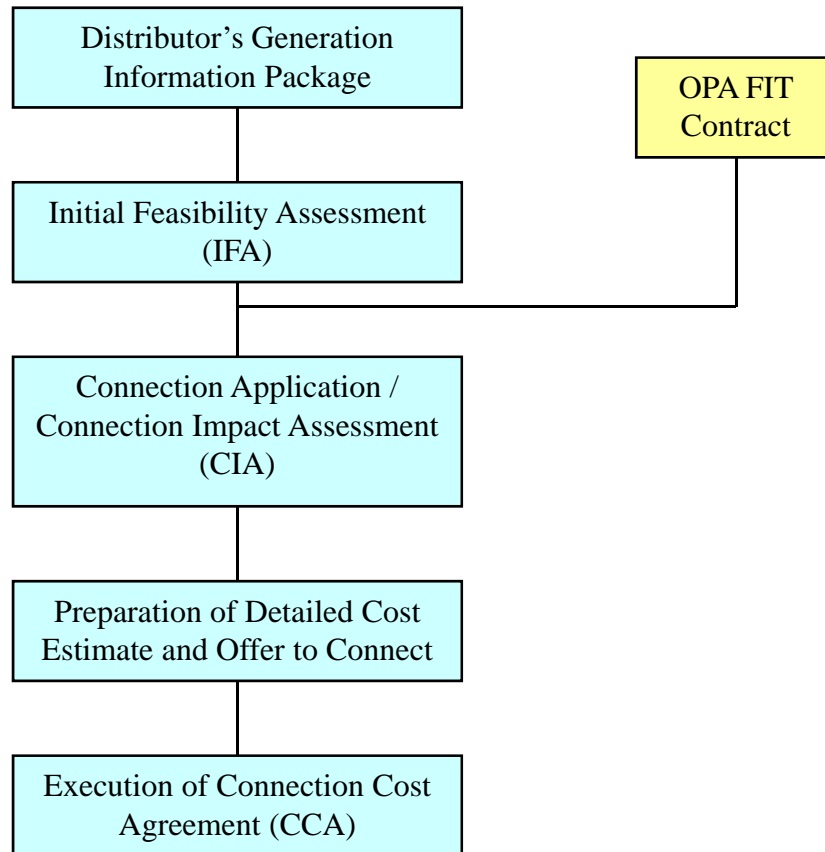 Distributor’s Generation
Information Package
OPA FIT
Contract
Initial Feasibility Assessment
(IFA)
Connection Application /
Connection Impact Assessment
(CIA)
Preparation of Detailed Cost
Estimate and Offer to Connect
Execution of Connection Cost
Agreement (CCA)